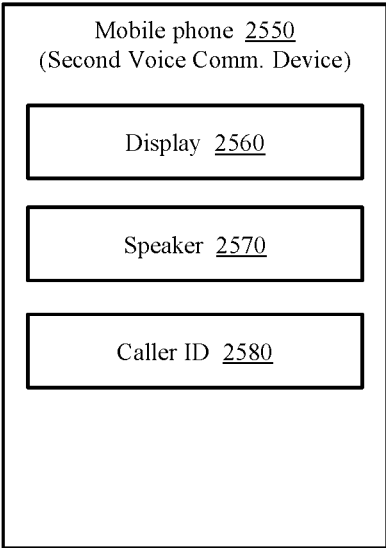 Mobile phone 2550
(Second Voice Comm. Device)
Display 2560
Speaker 2570
Caller ID 2580